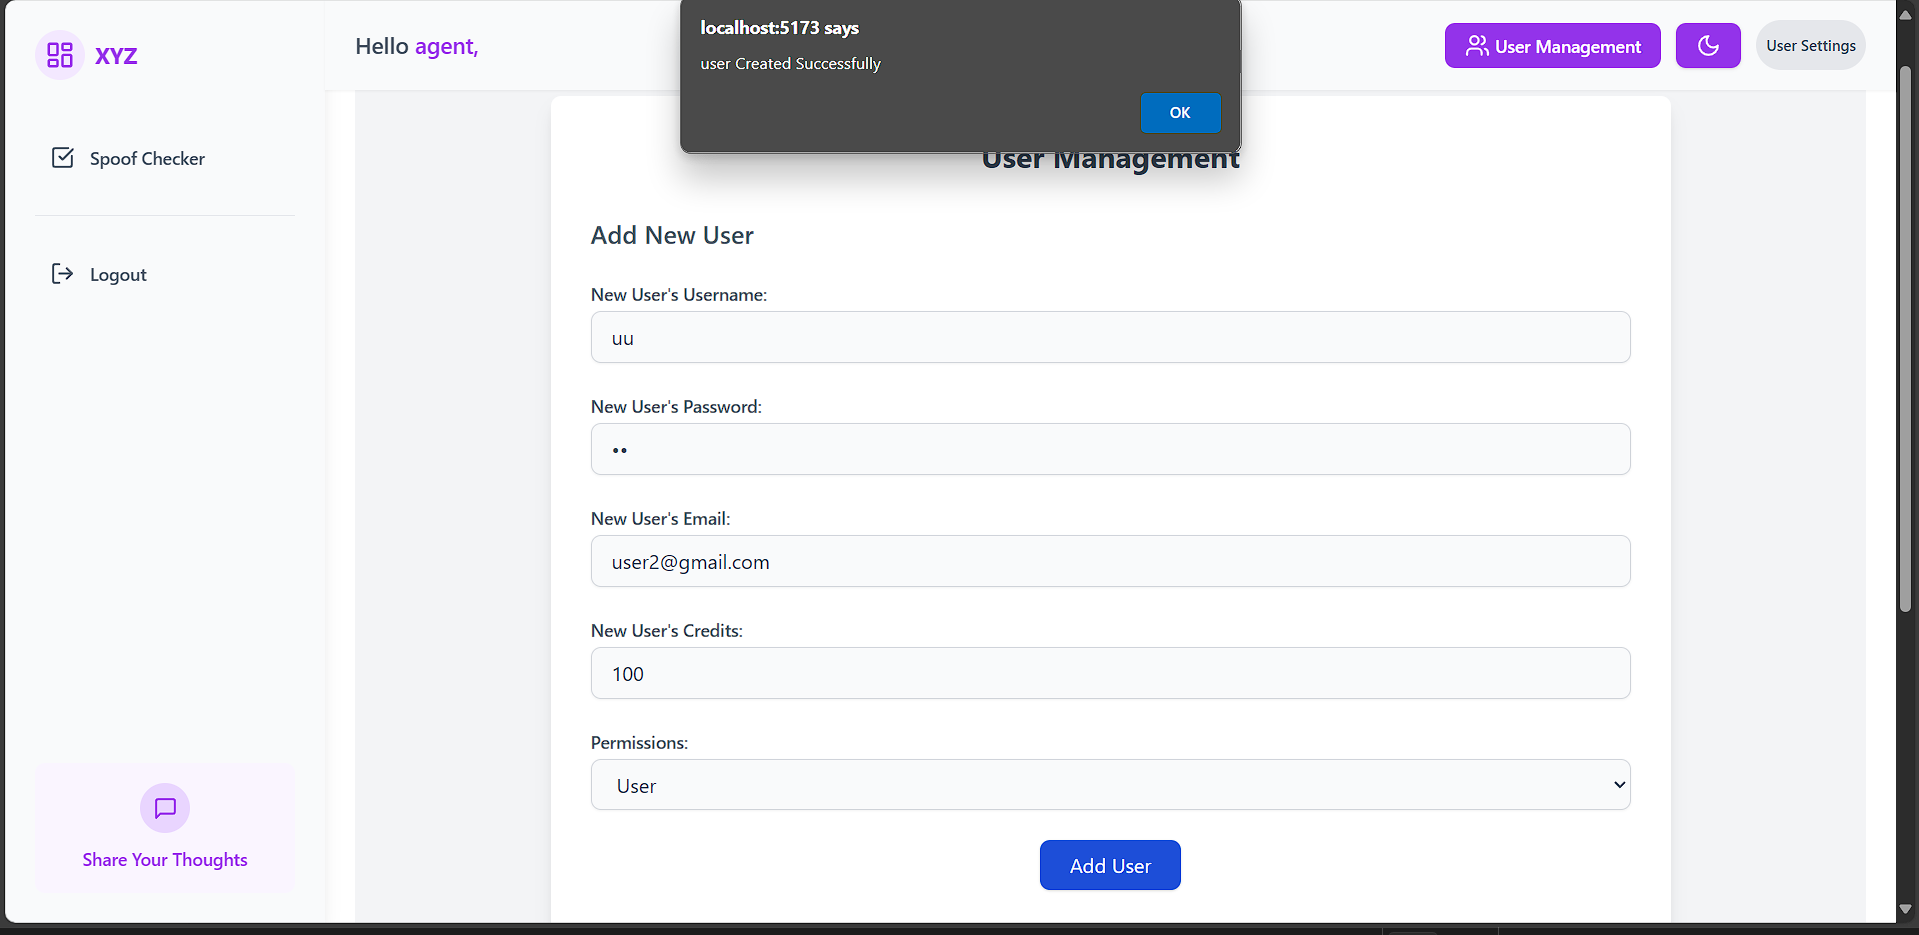 XYZ
Hello agent,
localhost:5173 says
user Created Successfully
OK
User Management
User Settings
Spoof Checker
Logout
Share Your Thoughts
User Management
Add New User
New User's Username:
uu
New User's Password:
••
New User's Email:
user2@gmail.com
New User's Credits:
100
Permissions:
User
Add User